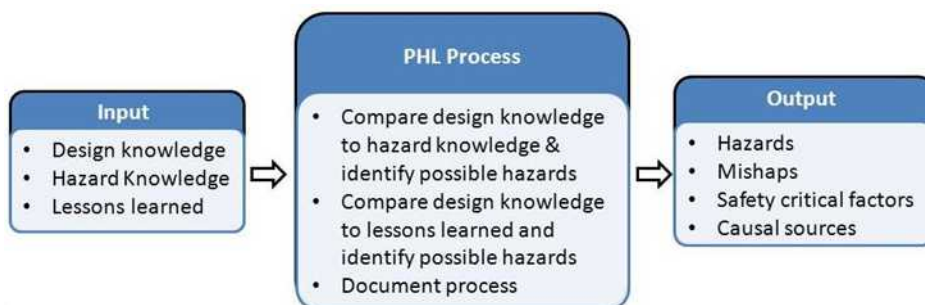 Input
• Design knowledge
• Hazard Knowledge
• Lessons learned
PHL Process
• Compare design knowledge
to hazard knowledge &
identify possible hazards
• Compare design knowledge
to lessons learned and
identify possible hazards
• Document process
Output
• Hazards
• Mishaps
• Safety critical factors
• Causal sources